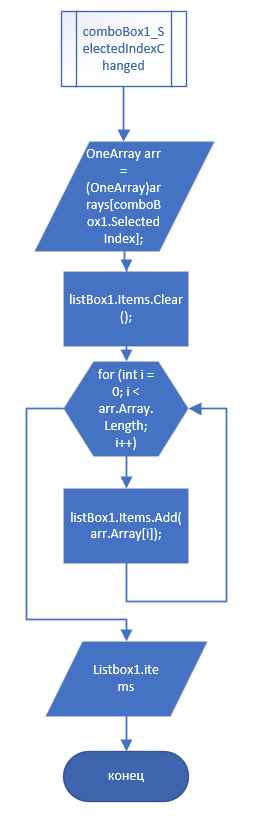 comboBox1_S
electedIndexC
hanged
OneArray arr
=
(OneArray)ar
rays[comboB
ox1.Selected
Index];
listBox1.Items.Clear
();
for (int i =
0; i <
arr.Array.
Length;
i++)
listBox1.Items.Add(
arr.Array[i]);
Listbox1.ite
ms
конец